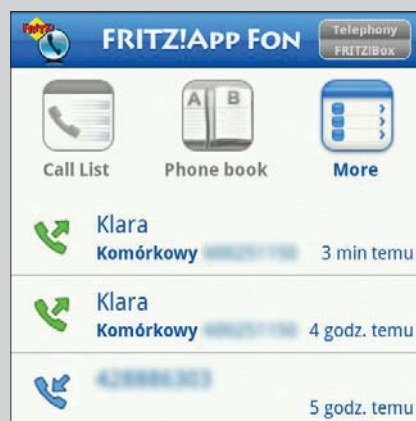 FRITZ!
FRITZ!App Fon
Telephony
FRITZ!Box
A B
Call List
Phone book
More
Klara
Komórkowy
3 min temu
Klara
Komórkowy
4 godz. temu
5 godz. temu